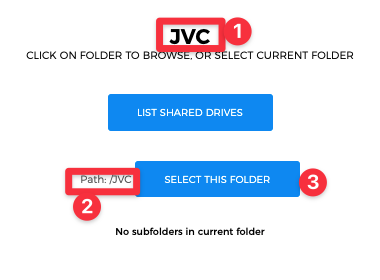 JVC 1
CLICK ON FOLDER TO BROWSE, OR SELECT CURRENT FOLDER
LIST SHARED DRIVES
Path: /JVC SELECT THIS FOLDER 3
2
No subfolders in current folder